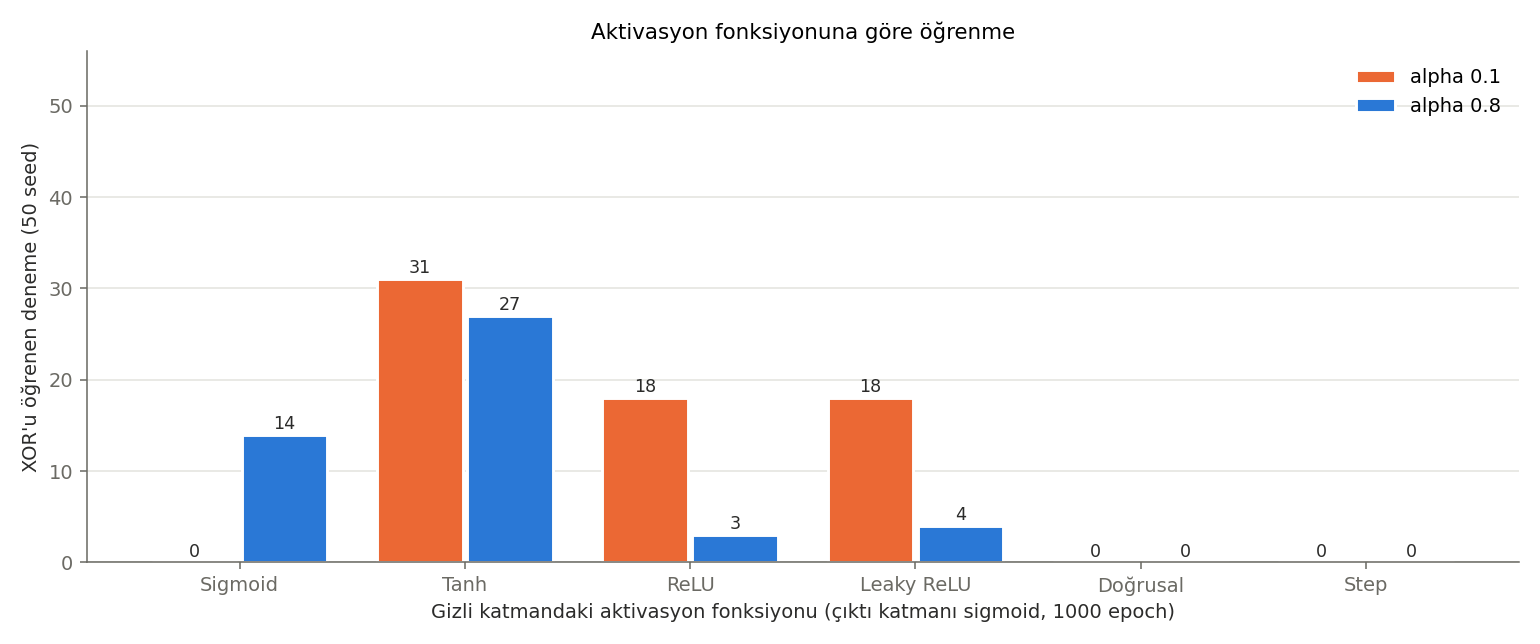 Aktivasyon fonksiyonuna göre öğrenme
alpha 0.1
alpha 0.8
XOR'u öğrenen deneme (50 seed)
50
40
30
20
10
0
0
14
31
27
18
3
18
4
0
0
0
0
Sigmoid
Tanh
ReLU
Leaky ReLU
Doğrusal
Step
Gizli katmandaki aktivasyon fonksiyonu (çıktı katmanı sigmoid, 1000 epoch)